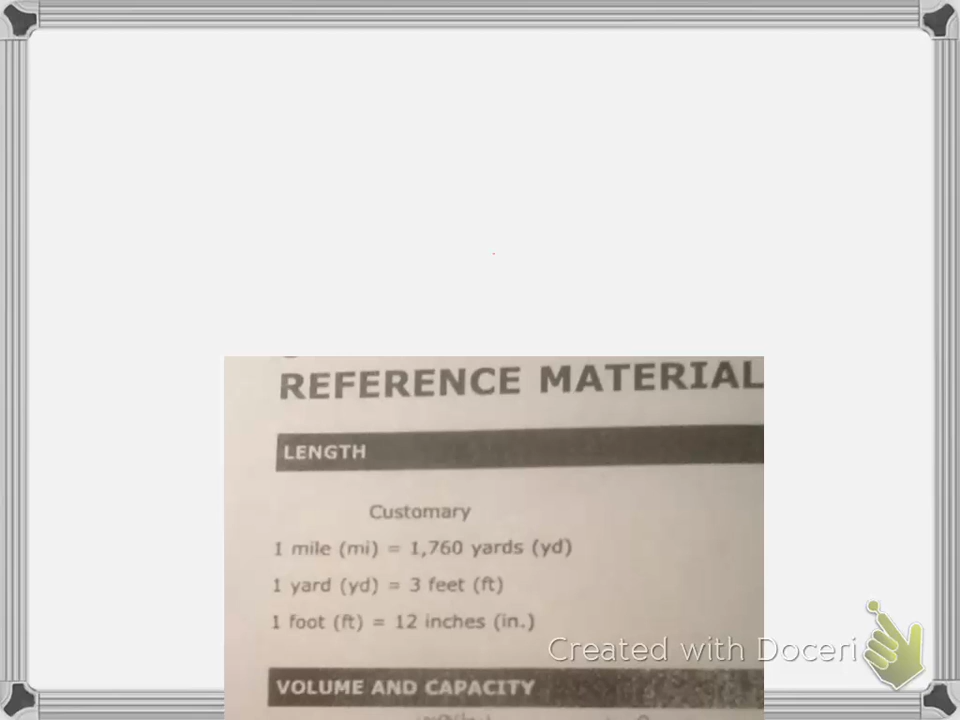 REFERENCE MATERIAL
LENGTH
Customary
1 mile (mi) = 1,760 yards (yd)
1 yard (yd) = 3 feet (ft)
1 foot (ft) = 12 inches (in.)
Created with Doceri
VOLUME AND CAPACITY